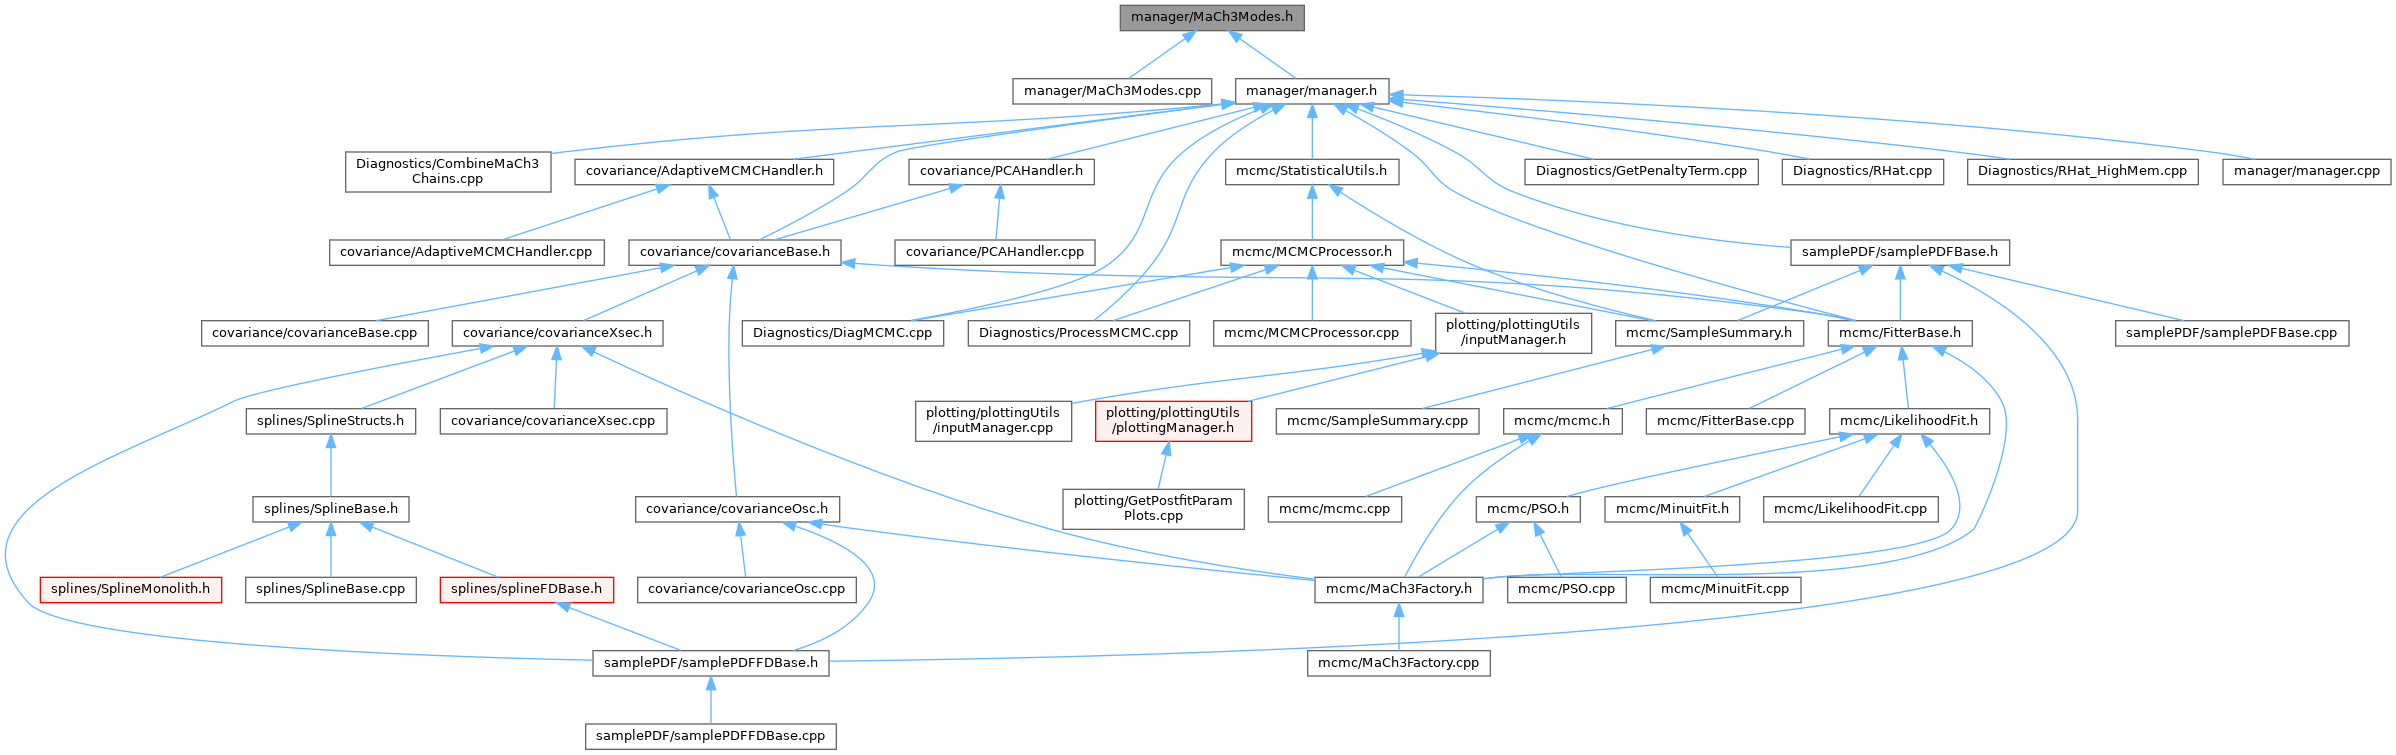 manager/MaCh3Modes.h
manager/MaCh3Modes.cpp
manager/manager.h
Diagnostics/CombineMaCh3
Chains.cpp
covariance/AdaptiveMCMCHandler.h
covariance/PCAHandler.h
mcmc/StatisticalUtils.h
Diagnostics/GetPenaltyTerm.cpp
Diagnostics/RHat.cpp
Diagnostics/RHat_HighMem.cpp
manager/manager.cpp
covariance/AdaptiveMCMCHandler.cpp
covariance/covarianceBase.h
covariance/PCAHandler.cpp
mcmc/MCMCProcessor.h
samplePDF/samplePDFBase.h
covariance/covarianceBase.cpp
covariance/covarianceXsec.h
Diagnostics/DiagMCMC.cpp
Diagnostics/ProcessMCMC.cpp
mcmc/MCMCProcessor.cpp
plotting/plottingUtils
/inputManager.h
mcmc/SampleSummary.h
mcmc/FitterBase.h
samplePDF/samplePDFBase.cpp
splines/SplineStructs.h
covariance/covarianceXsec.cpp
plotting/plottingUtils
/inputManager.cpp
plotting/plottingUtils
/plottingManager.h
mcmc/SampleSummary.cpp
mcmc/mcmc.h
mcmc/FitterBase.cpp
mcmc/LikelihoodFit.h
splines/SplineBase.h
covariance/covarianceOsc.h
plotting/GetPostfitParam
Plots.cpp
mcmc/mcmc.cpp
mcmc/PSO.h
mcmc/MinuitFit.h
mcmc/LikelihoodFit.cpp
splines/SplineMonolith.h
splines/SplineBase.cpp
splines/splineFDBase.h
covariance/covarianceOsc.cpp
mcmc/MaCh3Factory.h
mcmc/PSO.cpp
mcmc/MinuitFit.cpp
samplePDF/samplePDFFDBase.h
mcmc/MaCh3Factory.cpp
samplePDF/samplePDFFDBase.cpp